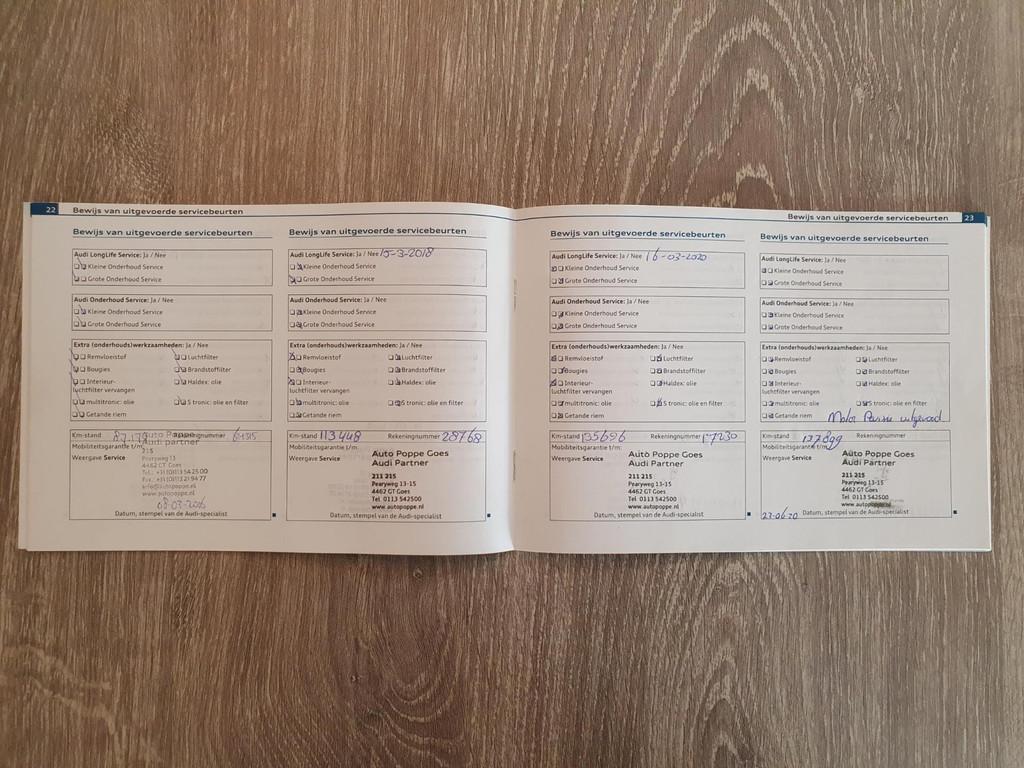 22 Bewijs van uitgevoerde servicebeurten
Bewijs van uitgevoerde servicebeurten
Audi LongLife Service: Ja / Nee
Kleine Onderhoud Service
Grote Onderhoud Service
Audi Onderhoud Service: Ja / Nee
Kleine Onderhoud Service
Grote Onderhoud Service
Extra (onderhouds)werkzaamheden: Ja / Nee
Remvloeistof Luchtfilter
Bougies Brandstoffilter
Interieur- Haldex: olie
luchtfilter vervangen
multitronic: olie S tronic: olie en filter
Getande riem
Km-stand Rekeningnummer
Mobiliteitsgarantie t/m:
Weergave Service
Auto Poppe Goes
Audi partner
215
Pearyweg 13
4462 GT Goes
www.autopoppe.nl
Datum, stempel van de Audi-specialist
Bewijs van uitgevoerde servicebeurten
Audi LongLife Service: Ja / Nee 15-3-2018
Kleine Onderhoud Service
Grote Onderhoud Service
Audi Onderhoud Service: Ja / Nee
Kleine Onderhoud Service
Grote Onderhoud Service
Extra (onderhouds)werkzaamheden: Ja / Nee
Remvloeistof Luchtfilter
Bougies Brandstoffilter
Interieur- Haldex: olie
luchtfilter vervangen
multitronic: olie S tronic: olie en filter
Getande riem
Km-stand 113448 Rekeningnummer 28768
Mobiliteitsgarantie t/m:
Weergave Service
Auto Poppe Goes
Audi Partner
211 215
Pearyweg 13-15
4462 GT Goes
Tel 0113 542500
www.autopoppe.nl
Datum, stempel van de Audi-specialist
Bewijs van uitgevoerde servicebeurten 23
Bewijs van uitgevoerde servicebeurten
Audi LongLife Service: Ja / Nee 16-03-2020
Kleine Onderhoud Service
Grote Onderhoud Service
Audi Onderhoud Service: Ja / Nee
Kleine Onderhoud Service
Grote Onderhoud Service
Extra (onderhouds)werkzaamheden: Ja / Nee
Remvloeistof Luchtfilter
Bougies Brandstoffilter
Interieur- Haldex: olie
luchtfilter vervangen
multitronic: olie S tronic: olie en filter
Getande riem
Km-stand 135696 Rekeningnummer 17230
Mobiliteitsgarantie t/m:
Weergave Service
Auto Poppe Goes
Audi Partner
211 215
Pearyweg 13-15
4462 GT Goes
Tel 0113 542500
www.autopoppe.nl
Datum, stempel van de Audi-specialist
Bewijs van uitgevoerde servicebeurten
Audi LongLife Service: Ja / Nee
Kleine Onderhoud Service
Grote Onderhoud Service
Audi Onderhoud Service: Ja / Nee
Kleine Onderhoud Service
Grote Onderhoud Service
Extra (onderhouds)werkzaamheden: Ja / Nee
Remvloeistof Luchtfilter
Bougies Brandstoffilter
Interieur- Haldex: olie
luchtfilter vervangen
multitronic: olie S tronic: olie en filter
Getande riem
Km-stand 137899 Rekeningnummer
Mobiliteitsgarantie t/m:
Weergave Service
Auto Poppe Goes
Audi Partner
211 215
Pearyweg 13-15
4462 GT Goes
Tel 0113 542500
23-06-20 Datum, stempel van de Audi-specialist